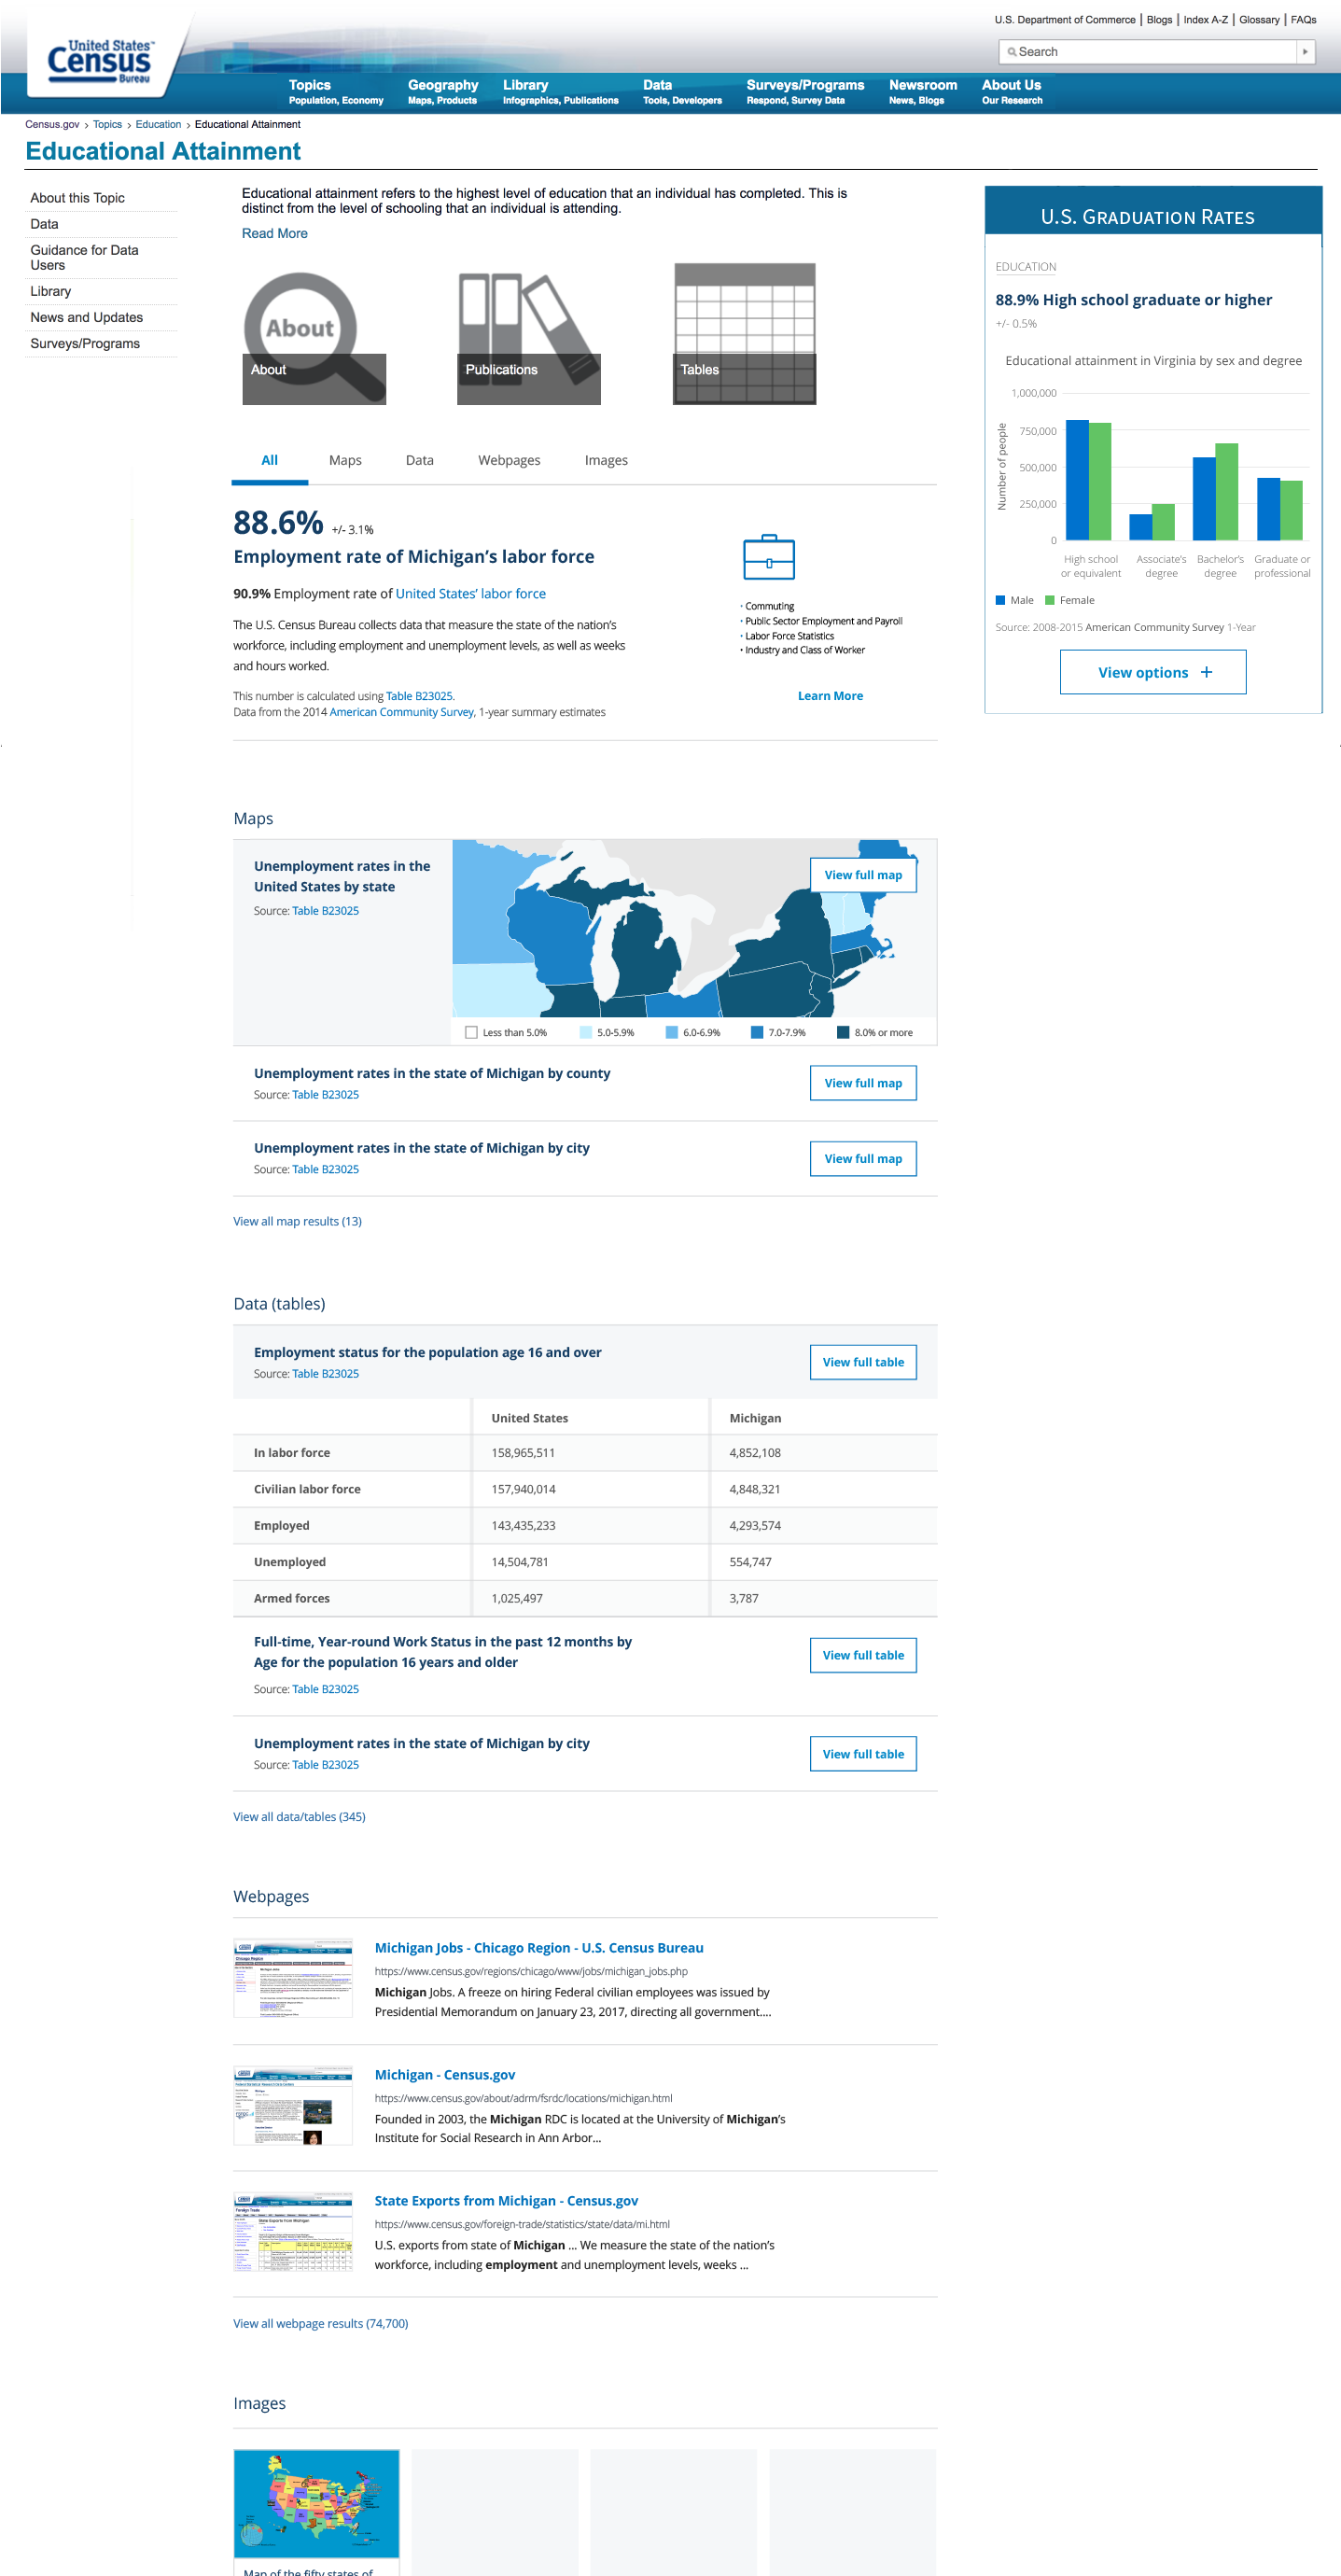 U.S. Department of Commerce | Blogs | Index A-Z | Glossary | FAQs
United States™
Census
Bureau
Search
Topics
Population, Economy
Geography
Maps, Products
Library
Infographics, Publications
Data
Tools, Developers
Surveys/Programs
Respond, Survey Data
Newsroom
News, Blogs
About Us
Our Research
Census.gov › Topics › Education › Educational Attainment
Educational Attainment
About this Topic
Data
Guidance for Data
Users
Library
News and Updates
Surveys/Programs
Educational attainment refers to the highest level of education that an individual has completed. This is
distinct from the level of schooling that an individual is attending.
Read More
About
About
Publications
Tables
All
Maps
Data
Webpages
Images
88.6% +/- 3.1%
Employment rate of Michigan's labor force
90.9% Employment rate of United States' labor force
The U.S. Census Bureau collects data that measure the state of the nation's
workforce, including employment and unemployment levels, as well as weeks
and hours worked.
This number is calculated using Table B23025.
Data from the 2014 American Community Survey, 1-year summary estimates
• Commuting
• Public Sector Employment and Payroll
• Labor Force Statistics
• Industry and Class of Worker
Learn More
U.S. Graduation Rates
EDUCATION
88.9% High school graduate or higher
+/- 0.5%
Educational attainment in Virginia by sex and degree
Number of people
1,000,000
750,000
500,000
250,000
0
High school
or equivalent
Associate's
degree
Bachelor's
degree
Graduate or
professional
Male
Female
Source: 2008-2015 American Community Survey 1-Year
View options +
Maps
Unemployment rates in the
United States by state
Source: Table B23025
View full map
Less than 5.0%
5.0-5.9%
6.0-6.9%
7.0-7.9%
8.0% or more
Unemployment rates in the state of Michigan by county
Source: Table B23025
View full map
Unemployment rates in the state of Michigan by city
Source: Table B23025
View full map
View all map results (13)
Data (tables)
Employment status for the population age 16 and over
Source: Table B23025
View full table
United States Michigan
In labor force 158,965,511 4,852,108
Civilian labor force 157,940,014 4,848,321
Employed 143,435,233 4,293,574
Unemployed 14,504,781 554,747
Armed forces 1,025,497 3,787
Full-time, Year-round Work Status in the past 12 months by
Age for the population 16 years and older
Source: Table B23025
View full table
Unemployment rates in the state of Michigan by city
Source: Table B23025
View full table
View all data/tables (345)
Webpages
Michigan Jobs - Chicago Region - U.S. Census Bureau
https://www.census.gov/regions/chicago/www/jobs/michigan_jobs.php
Michigan Jobs. A freeze on hiring Federal civilian employees was issued by
Presidential Memorandum on January 23, 2017, directing all government....
Michigan - Census.gov
https://www.census.gov/about/adrm/fsrdc/locations/michigan.html
Founded in 2003, the Michigan RDC is located at the University of Michigan's
Institute for Social Research in Ann Arbor...
State Exports from Michigan - Census.gov
https://www.census.gov/foreign-trade/statistics/state/data/mi.html
U.S. exports from state of Michigan ... We measure the state of the nation's
workforce, including employment and unemployment levels, weeks ...
View all webpage results (74,700)
Images
Map of the fifty states of